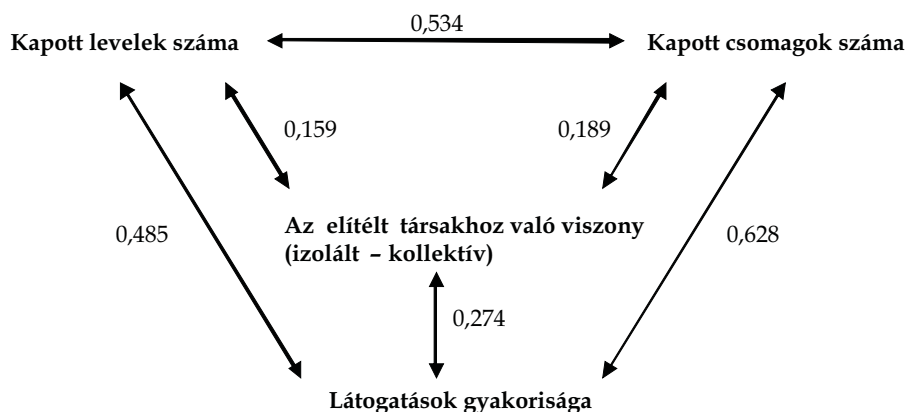 0,534
Kapott levelek száma
Kapott csomagok száma
0,159
0,189
Az elítélt társakhoz való viszony
(izolált – kollektív)
0,485
0,628
0,274
Látogatások gyakorisága